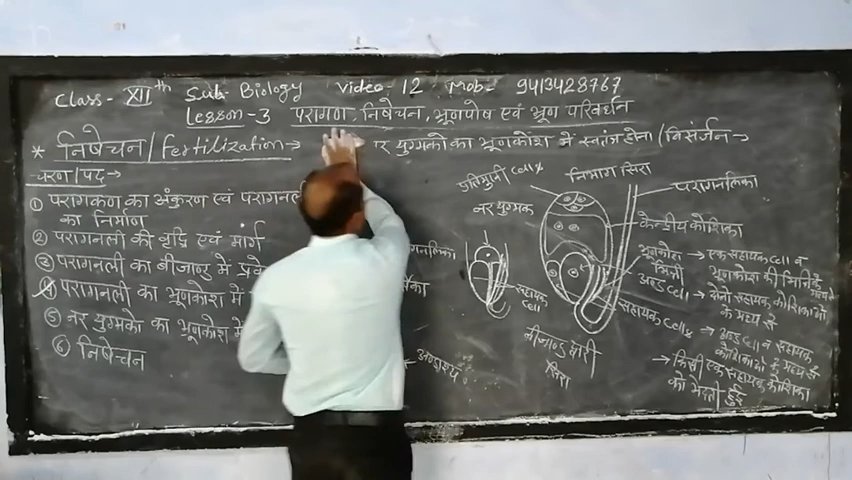 Class - XIIth Sub- Biology Video - 12 Mob- 9413428767
Lesson - 3 परागण, निषेचन, भ्रूणपोष एवं भ्रूण परिवर्धन
* निषेचन / Fertilization →
नर युग्मको का भ्रूणकोश में स्वतंत्र होना / विसर्जन →
चरण / पद →
① परागकण का अंकुरण एवं पराग
का निर्माण
② परागनली की वृद्धि एवं मार्ग
③ परागनली का बीजाण्ड में
④ परागनली का भ्रूणकोश में
⑤ नर युग्मको का भ्रूणकोश में
⑥ निषेचन
प्रतिमुखी Cells
निभाग सिरा
परागनलिका
नर युग्मक
केन्द्रीय कोशिका
सहायक
Cell
अण्ड Cell
सहायक Cells
बीजाण्ड द्वारी
सिरा
→ एक सहायक Cell व
भ्रूणकोश की भित्ति के मध्य से
→ दोनो सहायक कोशिकाओ
के मध्य से
→ अण्ड Cell व सहायक
कोशिकाओ के मध्य से
→ किसी एक सहायक कोशिका
को भेदती हुई